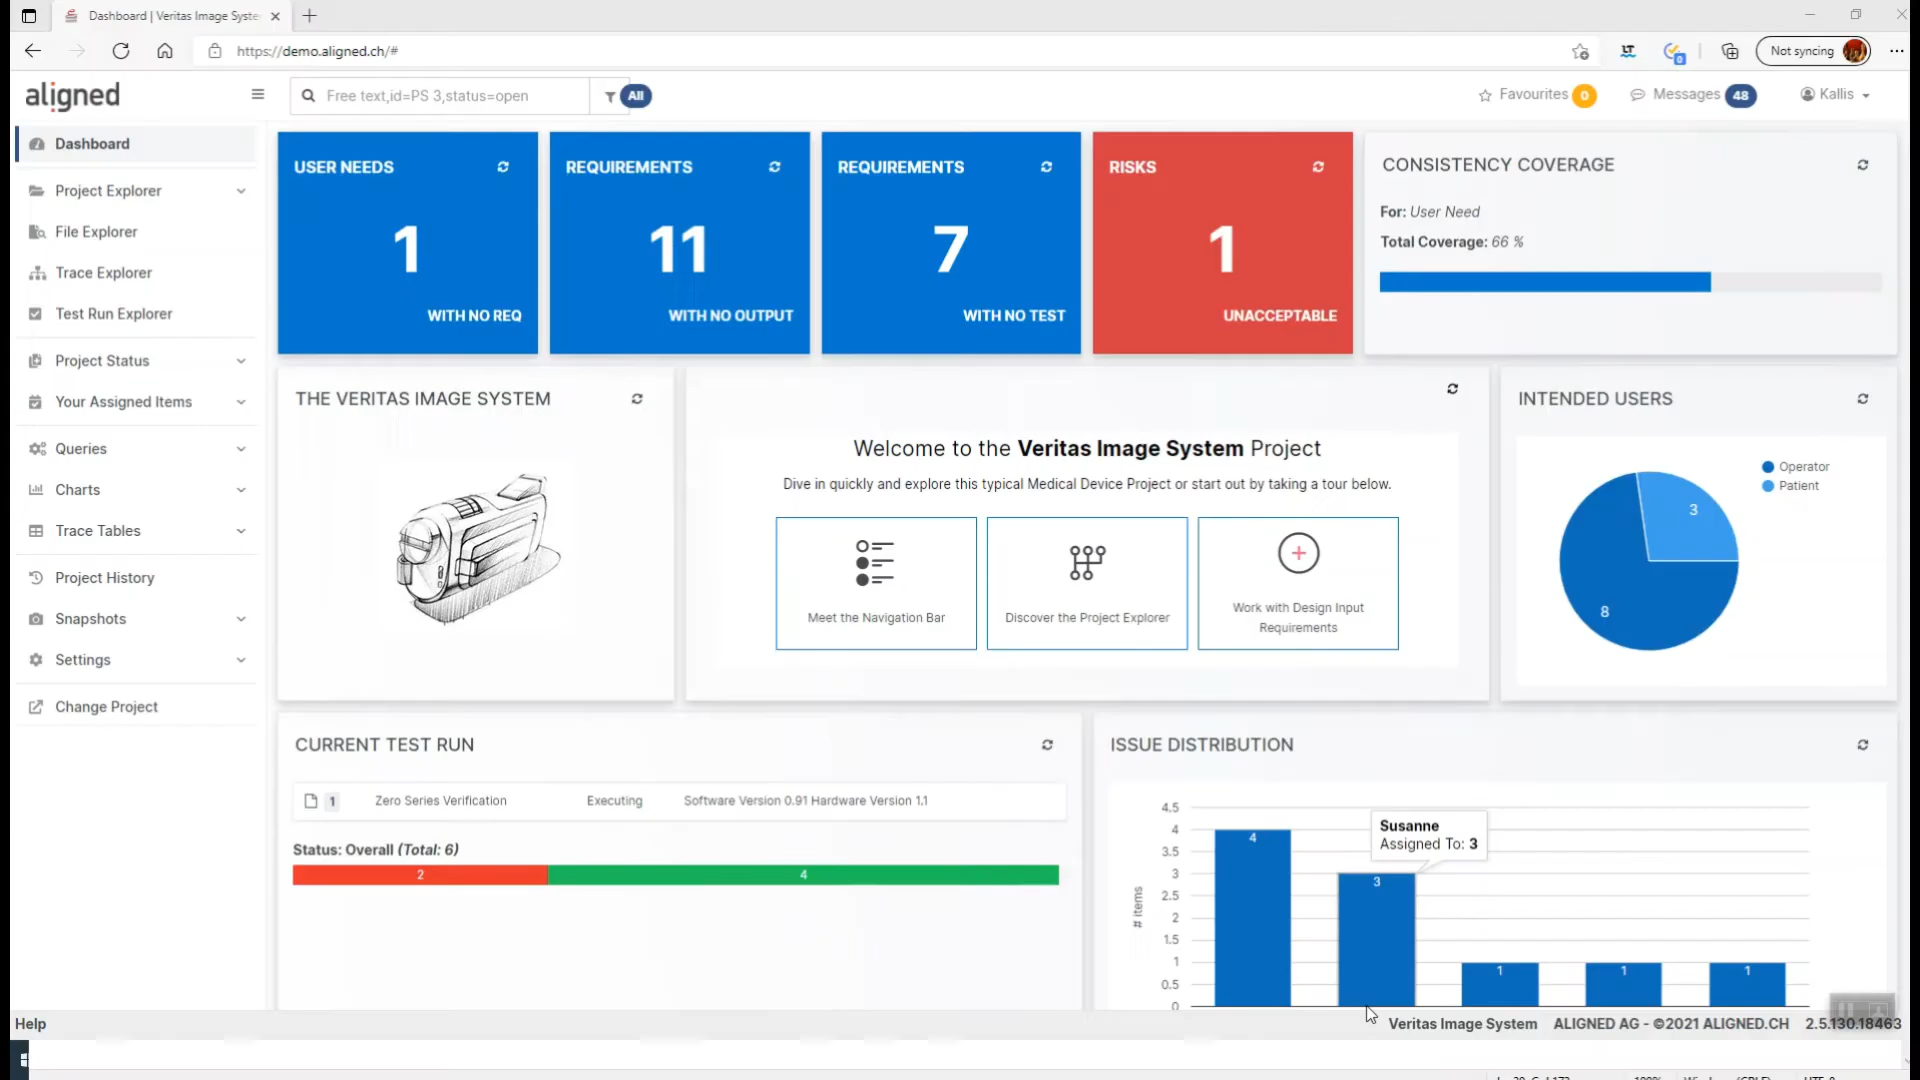 Dashboard | Veritas Image Syste
https://demo.aligned.ch/#
Not syncing
aligned
Free text,id=PS 3,status=open
All
Favourites 0
Messages 48
Kallis
Dashboard
Project Explorer
File Explorer
Trace Explorer
Test Run Explorer
Project Status
Your Assigned Items
Queries
Charts
Trace Tables
Project History
Snapshots
Settings
Change Project
USER NEEDS
1
WITH NO REQ
REQUIREMENTS
11
WITH NO OUTPUT
REQUIREMENTS
7
WITH NO TEST
RISKS
1
UNACCEPTABLE
CONSISTENCY COVERAGE
For: User Need
Total Coverage: 66 %
THE VERITAS IMAGE SYSTEM
Welcome to the Veritas Image System Project
Dive in quickly and explore this typical Medical Device Project or start out by taking a tour below.
Meet the Navigation Bar
Discover the Project Explorer
Work with Design Input
Requirements
INTENDED USERS
Operator
Patient
3
8
CURRENT TEST RUN
1 Zero Series Verification Executing Software Version 0.91 Hardware Version 1.1
Status: Overall (Total: 6)
2 4
ISSUE DISTRIBUTION
4.5
4
3.5
3
2.5
2
1.5
1
0.5
0
# items
4
3
1
1
1
Susanne
Assigned To: 3
Help
Veritas Image System ALIGNED AG - ©2021 ALIGNED.CH 2.5.130.18463